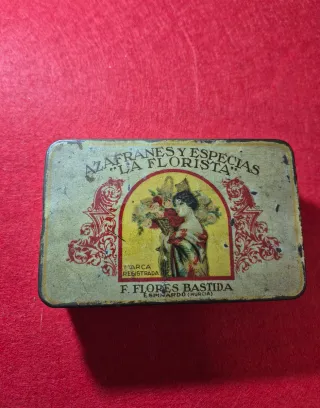 AZAFRANES Y ESPECIAS
"LA FLORISTA"
MARCA
REGISTRADA
F. FLORES BASTIDA
ESPINARDO (MURCIA)